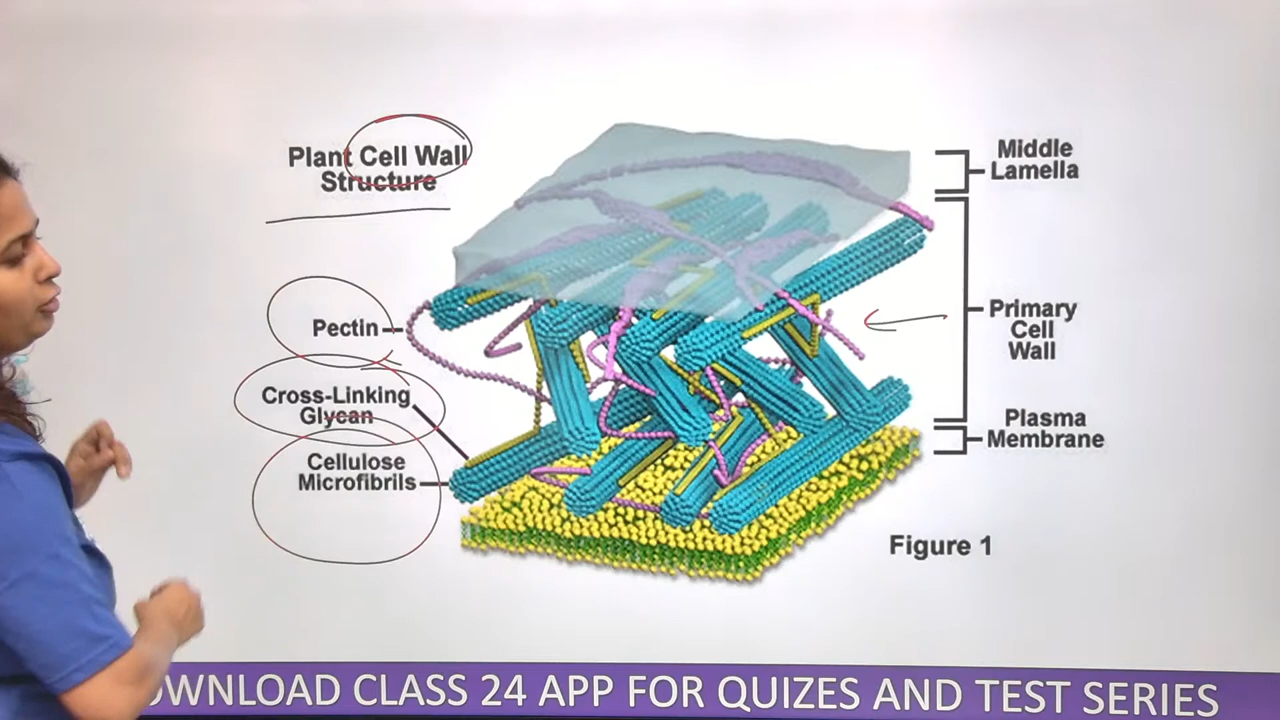 Plant Cell Wall
Structure
Pectin
Cross-Linking
Glycan
Cellulose
Microfibrils
Middle
Lamella
Primary
Cell
Wall
Plasma
Membrane
Figure 1
OWNLOAD CLASS 24 APP FOR QUIZES AND TEST SERIES